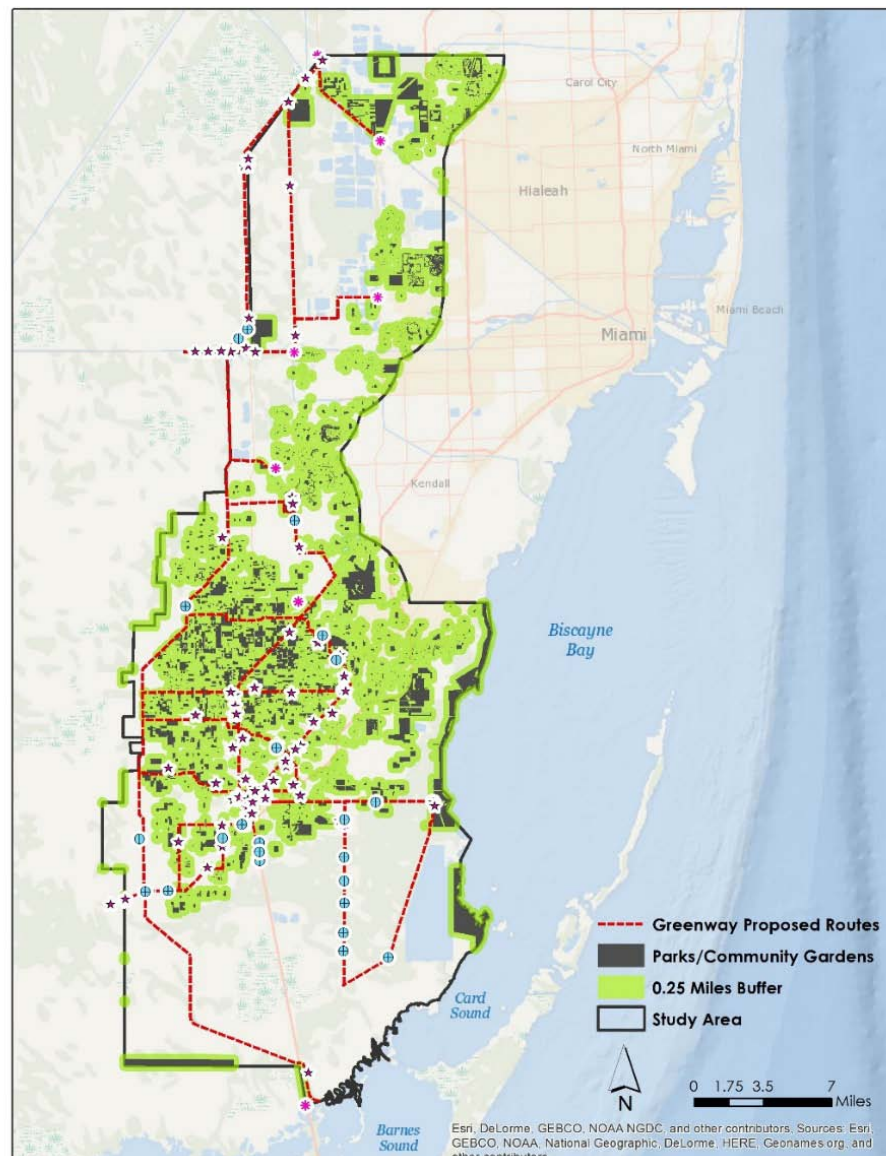 Carol City
North Miami
Hialeah
Miami Beach
Miami
Kendall
Biscayne
Bay
Greenway Proposed Routes
Parks/Community Gardens
0.25 Miles Buffer
Study Area
Card
Sound
N
0 1.75 3.5 7
Miles
Barnes
Sound
Esri, DeLorme, GEBCO, NOAA NGDC, and other contributors, Sources: Esri,
GEBCO, NOAA, National Geographic, DeLorme, HERE, Geonames.org, and
other contributors